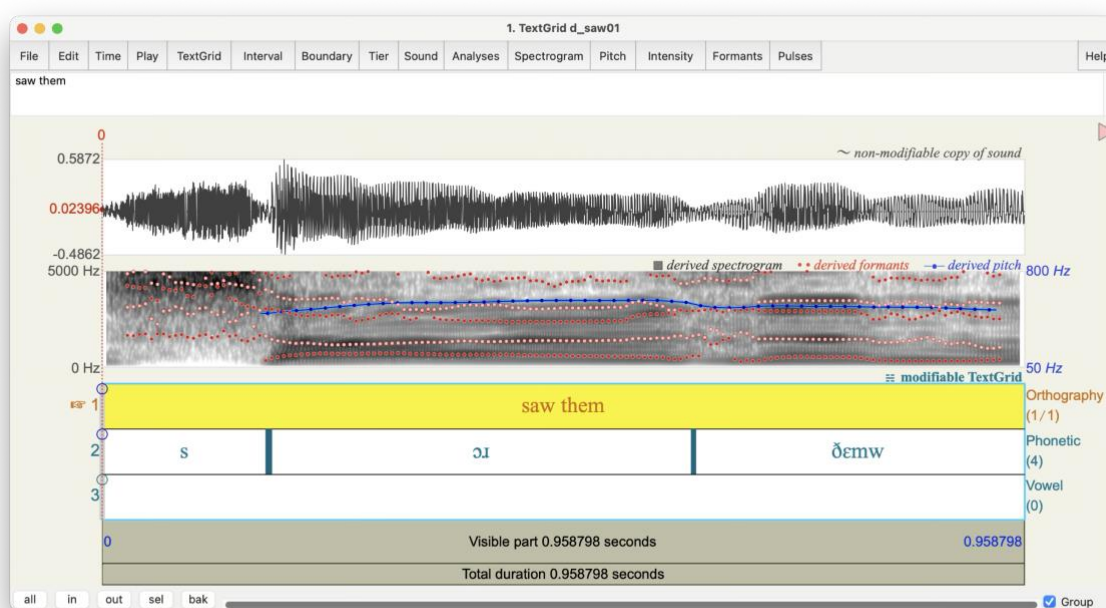 1. TextGrid d_saw01
File Edit Time Play TextGrid Interval Boundary Tier Sound Analyses Spectrogram Pitch Intensity Formants Pulses Help
saw them
0
0.5872
~ non-modifiable copy of sound
0.02396
-0.4862
5000 Hz
derived spectrogram derived formants derived pitch
800 Hz
0 Hz
50 Hz
modifiable TextGrid
1 saw them Orthography
(1/1)
2 s ɔɹ ðɛmw Phonetic
(4)
3 Vowel
(0)
0 Visible part 0.958798 seconds 0.958798
Total duration 0.958798 seconds
all in out sel bak Group